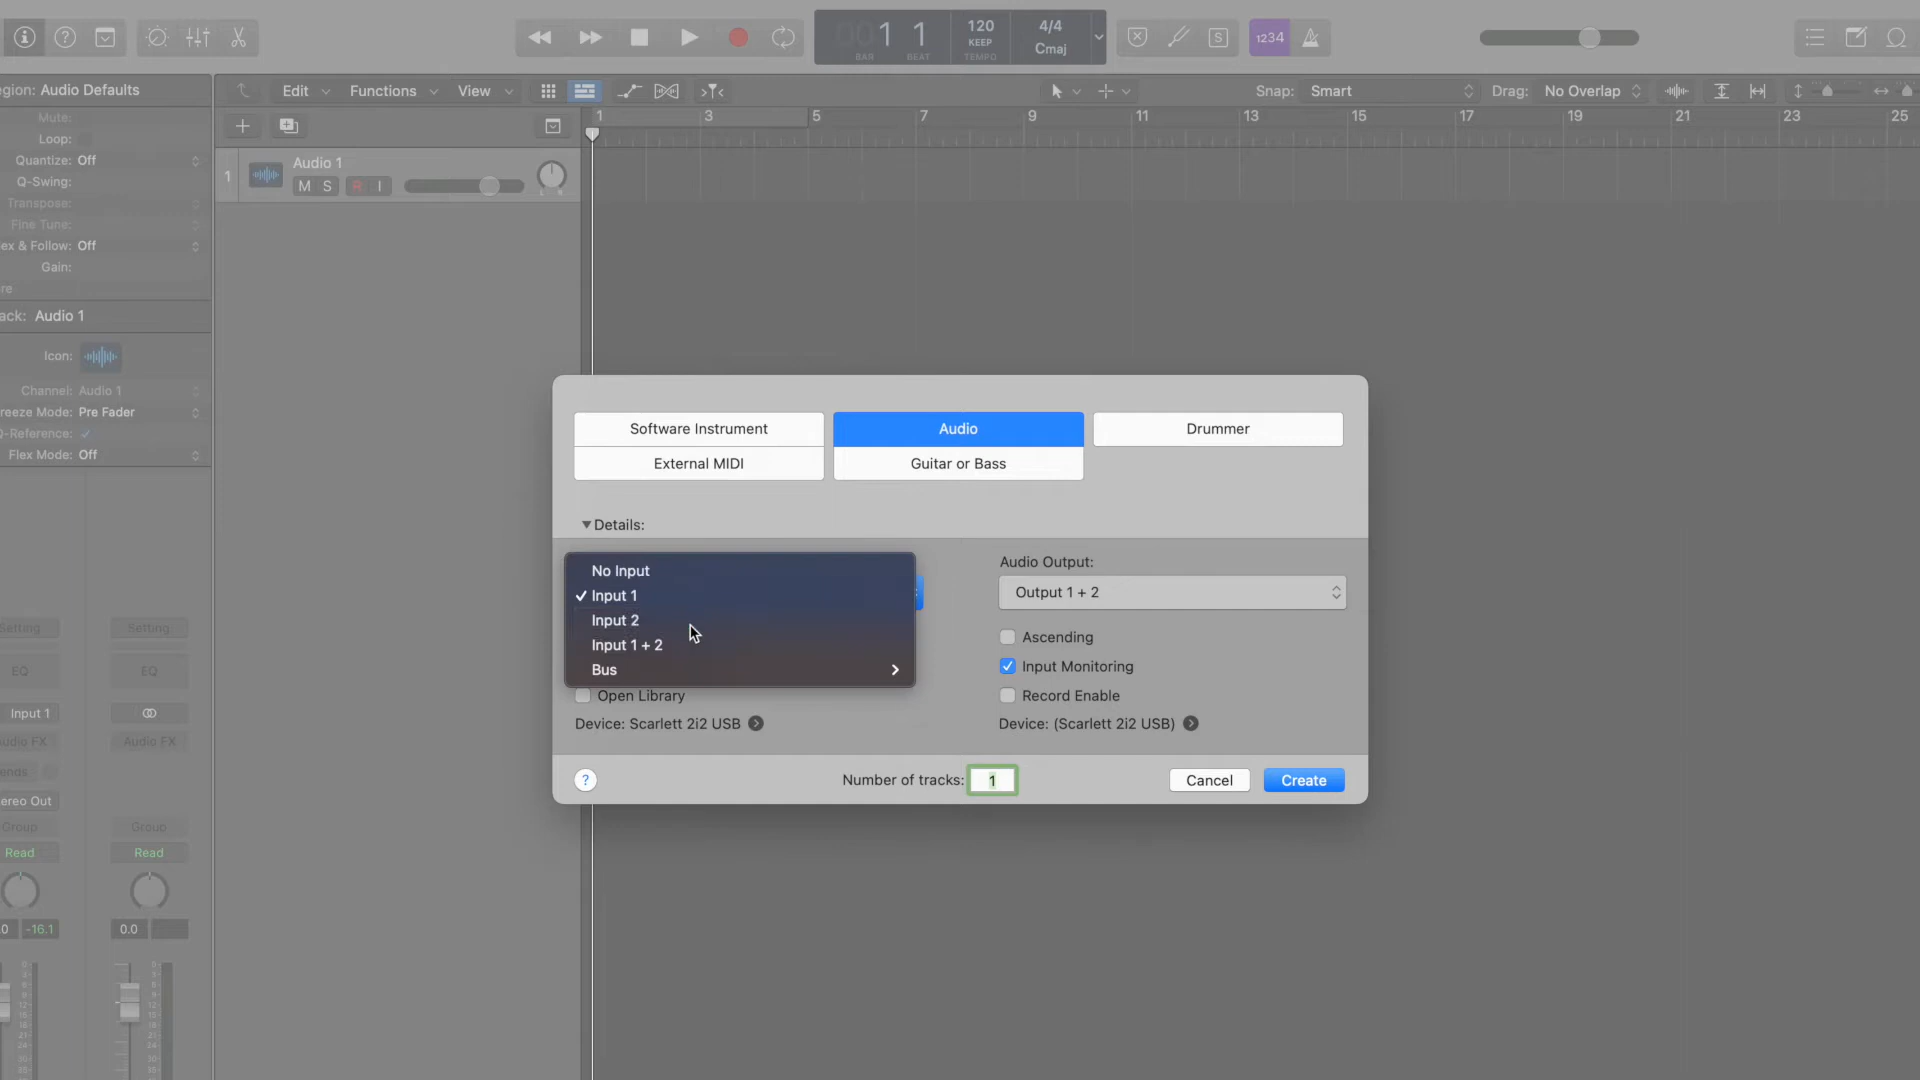 1 1
BAR BEAT
120
KEEP
TEMPO
4/4
Cmaj
S
1234
egion: Audio Defaults
Mute:
Loop:
Quantize: Off
Q-Swing:
Transpose:
Fine Tune:
ex & Follow: Off
Gain:
re
ack: Audio 1
Icon:
Channel: Audio 1
reeze Mode: Pre Fader
Q-Reference:
Flex Mode: Off
Edit
Functions
View
Snap: Smart
Drag: No Overlap
1 3 5 7 9 11 13 15 17 19 21 23 25
1
Audio 1
M S R I
Software Instrument
Audio
Drummer
External MIDI
Guitar or Bass
Details:
No Input
Input 1
Input 2
Input 1 + 2
Bus
Open Library
Device: Scarlett 2i2 USB
Audio Output:
Output 1 + 2
Ascending
Input Monitoring
Record Enable
Device: (Scarlett 2i2 USB)
?
Number of tracks: 1
Cancel
Create
Setting Setting
EQ EQ
Input 1
udio FX Audio FX
ends
ereo Out
Group Group
Read Read
.0 -16.1 0.0